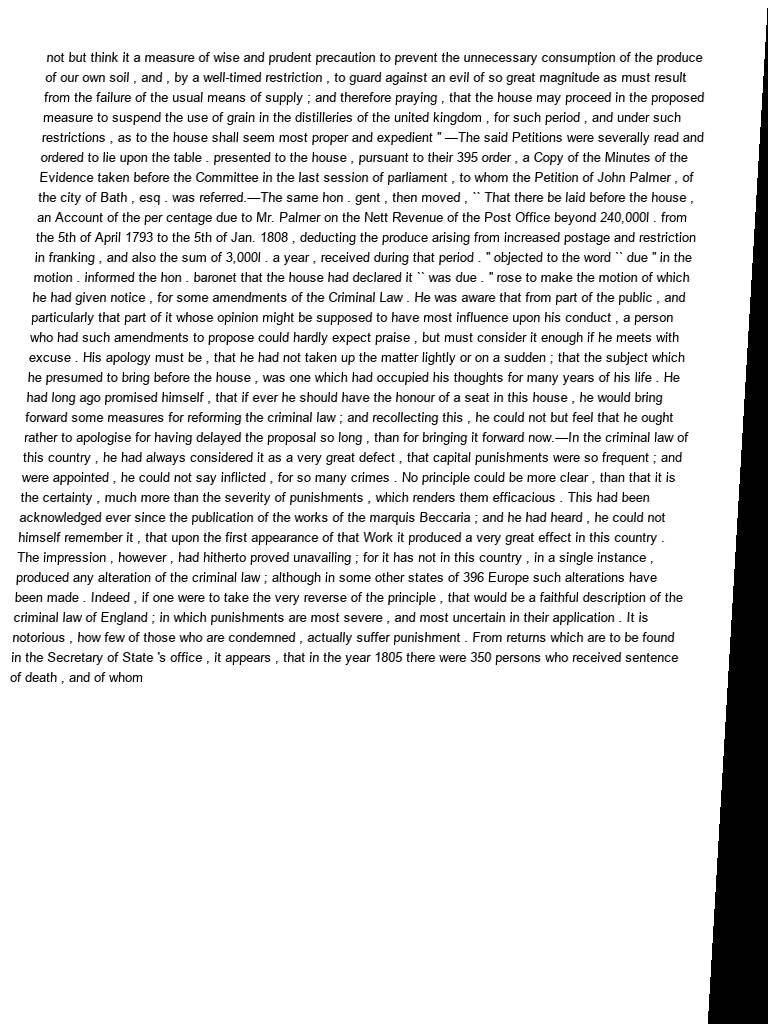 not but think it a measure of wise and prudent precaution to prevent the unnecessary consumption of the produce
of our own soil , and , by a well-timed restriction , to guard against an evil of so great magnitude as must result
from the failure of the usual means of supply ; and therefore praying , that the house may proceed in the proposed
measure to suspend the use of grain in the distilleries of the united kingdom , for such period , and under such
restrictions , as to the house shall seem most proper and expedient " —The said Petitions were severally read and
ordered to lie upon the table . presented to the house , pursuant to their 395 order , a Copy of the Minutes of the
Evidence taken before the Committee in the last session of parliament , to whom the Petition of John Palmer , of
the city of Bath , esq . was referred.—The same hon . gent , then moved , `` That there be laid before the house ,
an Account of the per centage due to Mr. Palmer on the Nett Revenue of the Post Office beyond 240,000l . from
the 5th of April 1793 to the 5th of Jan. 1808 , deducting the produce arising from increased postage and restriction
in franking , and also the sum of 3,000l . a year , received during that period . " objected to the word `` due " in the
motion . informed the hon . baronet that the house had declared it `` was due . " rose to make the motion of which
he had given notice , for some amendments of the Criminal Law . He was aware that from part of the public , and
particularly that part of it whose opinion might be supposed to have most influence upon his conduct , a person
who had such amendments to propose could hardly expect praise , but must consider it enough if he meets with
excuse . His apology must be , that he had not taken up the matter lightly or on a sudden ; that the subject which
he presumed to bring before the house , was one which had occupied his thoughts for many years of his life . He
had long ago promised himself , that if ever he should have the honour of a seat in this house , he would bring
forward some measures for reforming the criminal law ; and recollecting this , he could not but feel that he ought
rather to apologise for having delayed the proposal so long , than for bringing it forward now.—In the criminal law of
this country , he had always considered it as a very great defect , that capital punishments were so frequent ; and
were appointed , he could not say inflicted , for so many crimes . No principle could be more clear , than that it is
the certainty , much more than the severity of punishments , which renders them efficacious . This had been
acknowledged ever since the publication of the works of the marquis Beccaria ; and he had heard , he could not
himself remember it , that upon the first appearance of that Work it produced a very great effect in this country .
The impression , however , had hitherto proved unavailing ; for it has not in this country , in a single instance ,
produced any alteration of the criminal law ; although in some other states of 396 Europe such alterations have
been made . Indeed , if one were to take the very reverse of the principle , that would be a faithful description of the
criminal law of England ; in which punishments are most severe , and most uncertain in their application . It is
notorious , how few of those who are condemned , actually suffer punishment . From returns which are to be found
in the Secretary of State 's office , it appears , that in the year 1805 there were 350 persons who received sentence
of death , and of whom